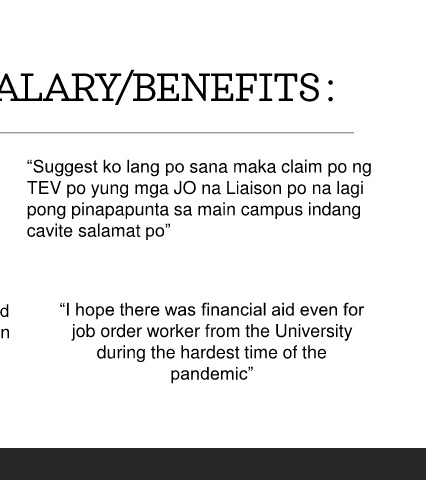 ALARY/BENEFITS:
“Suggest ko lang po sana maka claim po ng
TEV po yung mga JO na Liaison po na lagi
pong pinapapunta sa main campus indang
cavite salamat po”
d
n
“I hope there was financial aid even for
job order worker from the University
during the hardest time of the
pandemic”